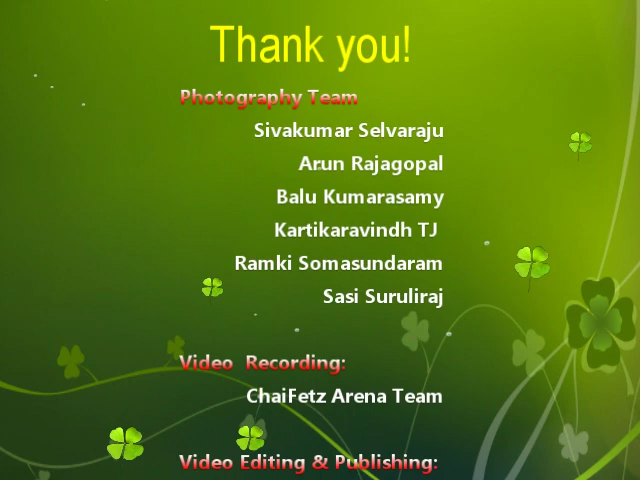 Thank you!
Photography Team
Sivakumar Selvaraju
Arun Rajagopal
Balu Kumarasamy
Kartikaravindh TJ
Ramki Somasundaram
Sasi Suruliraj
Video Recording:
ChaiFetz Arena Team
Video Editing & Publishing: